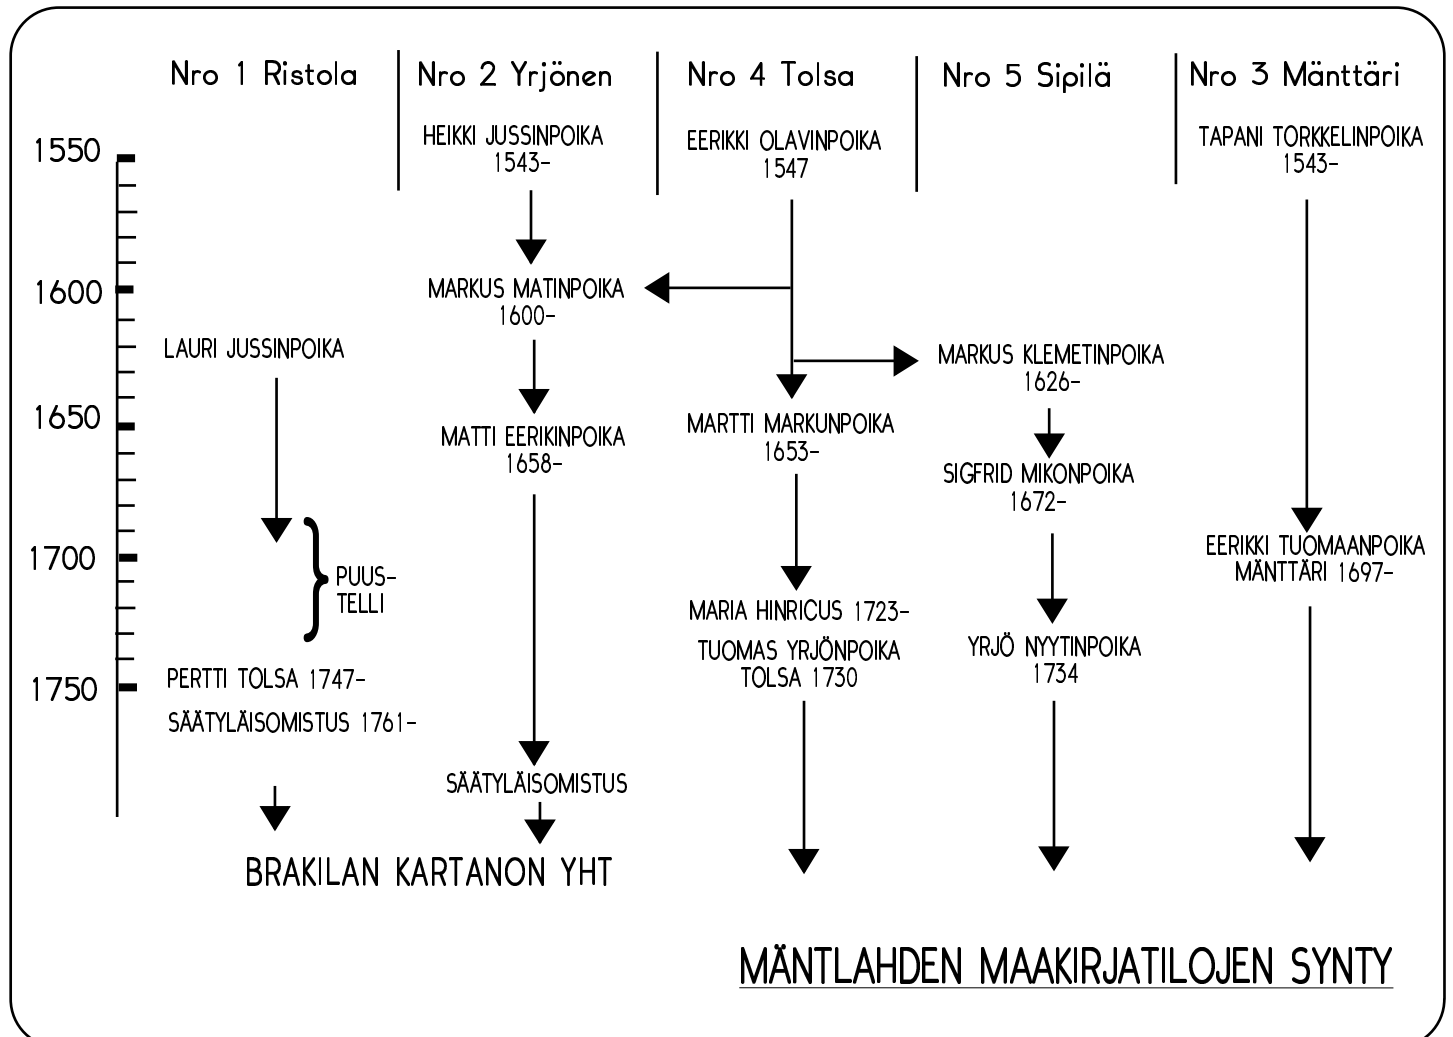 Nro 1 Ristola
Nro 2 Yrjönen
Nro 4 Tolsa
Nro 5 Sipilä
Nro 3 Mänttäri
1550
1600
1650
1700
1750
LAURI JUSSINPOIKA
PUUS-
TELLI
PERTTI TOLSA 1747-
SÄÄTYLÄISOMISTUS 1761-
HEIKKI JUSSINPOIKA
1543-
MARKUS MATINPOIKA
1600-
MATTI EERIKINPOIKA
1658-
SÄÄTYLÄISOMISTUS
BRAKILAN KARTANON YHT
EERIKKI OLAVINPOIKA
1547
MARTTI MARKUNPOIKA
1653-
MARIA HINRICUS 1723-
TUOMAS YRJÖNPOIKA
TOLSA 1730
MARKUS KLEMETINPOIKA
1626-
SIGFRID MIKONPOIKA
1672-
YRJÖ NYYTINPOIKA
1734
TAPANI TORKKELINPOIKA
1543-
EERIKKI TUOMAANPOIKA
MÄNTTÄRI 1697-
MÄNTLAHDEN MAAKIRJATILOJEN SYNTY